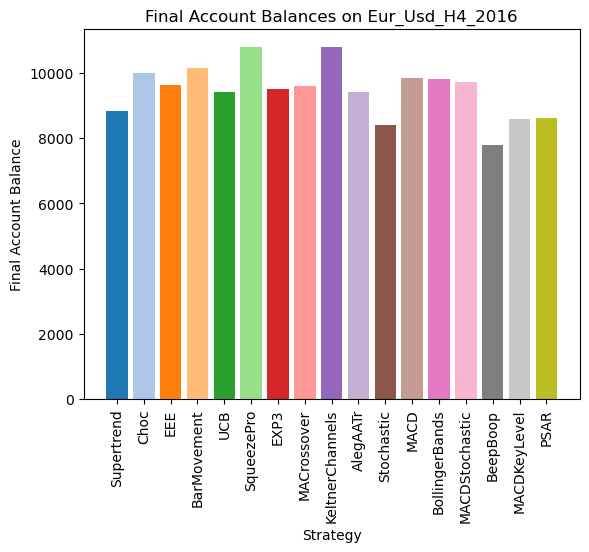 Final Account Balances on Eur_Usd_H4_2016
Final Account Balance
10000
8000
6000
4000
2000
0
Supertrend
Choc
EEE
BarMovement
UCB
SqueezePro
EXP3
MACrossover
KeltnerChannels
AlegAATr
Stochastic
MACD
BollingerBands
MACDStochastic
BeepBoop
MACDKeyLevel
PSAR
Strategy